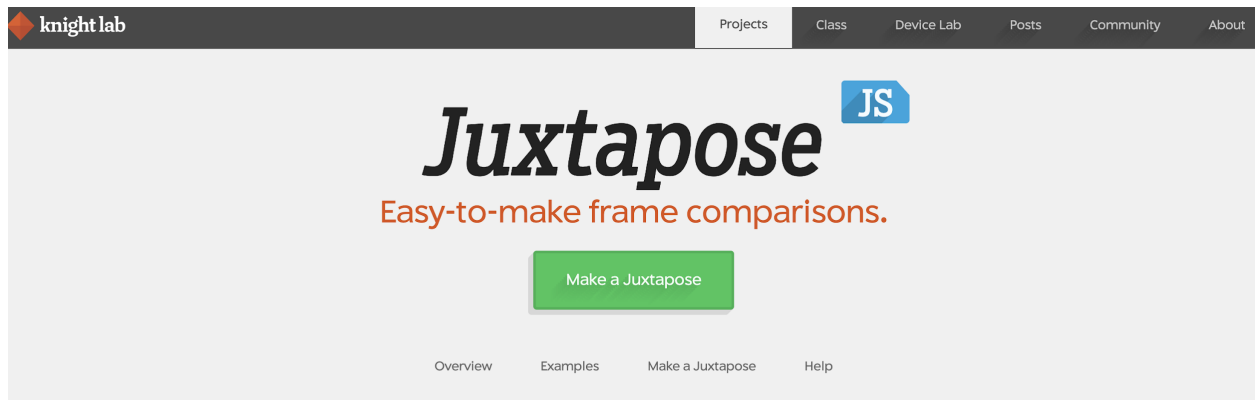 knight lab Projects Class Device Lab Posts Community About
JS
Juxtapose
Easy-to-make frame comparisons.
Make a Juxtapose
Overview Examples Make a Juxtapose Help